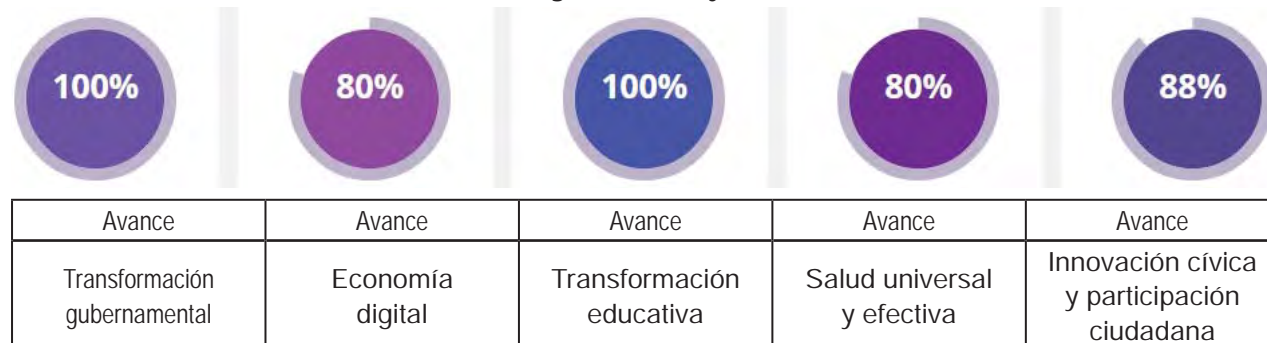 100%
80%
100%
80%
88%
Avance
Avance
Avance
Avance
Avance
Transformación
gubernamental
Economía
digital
Transformación
educativa
Salud universal
y efectiva
Innovación cívica
y participación
ciudadana